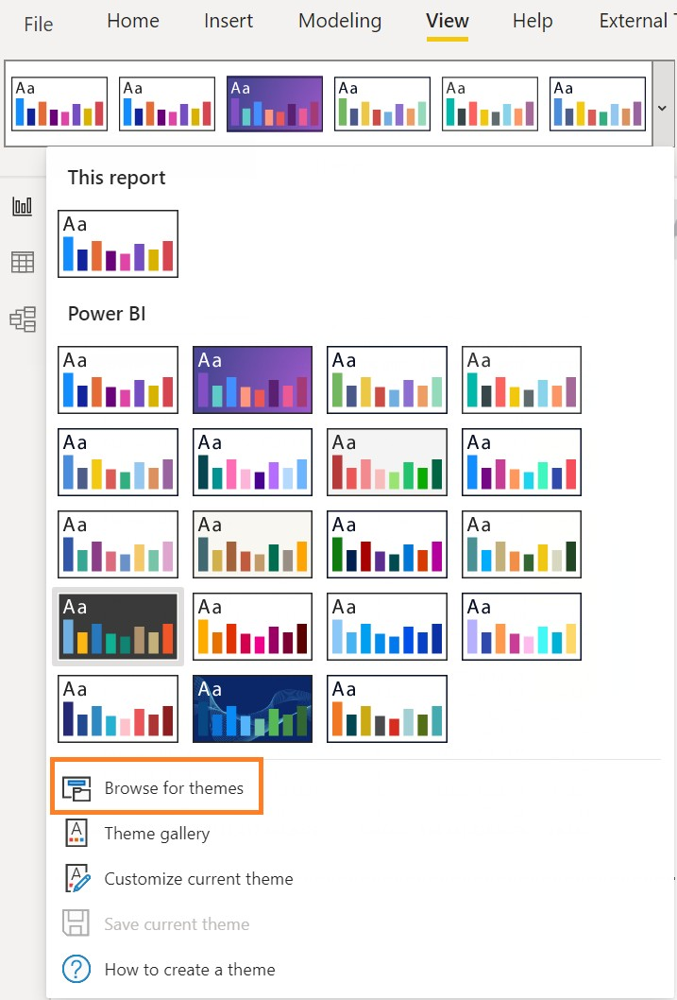 File Home Insert Modeling View Help External
Aa Aa Aa Aa Aa Aa
This report
Aa
Power BI
Aa Aa Aa Aa
Aa Aa Aa Aa
Aa Aa Aa Aa
Aa Aa Aa Aa
Aa Aa Aa
Browse for themes
A Theme gallery
A Customize current theme
Save current theme
? How to create a theme